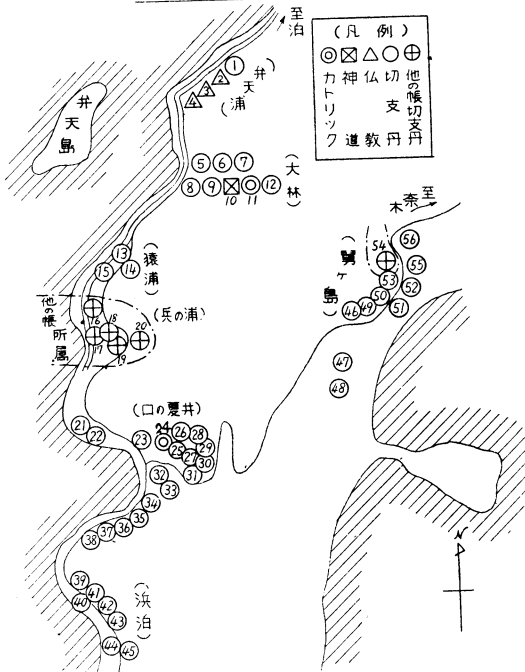 至泊
(凡例)
◎ カトリック
神道
△ 仏教
○ 切支丹
⊕ 他の帳切支丹
弁天島
(弁天浦)
① 2 3 4
(大林)
⑤ ⑥ ⑦
⑧ ⑨ 10 11 ⑫
至奈木
(猿浦)
⑬ ⑭ ⑮
(鷲ヶ島)
54 56 55 53 52 51 50 49 46
47
48
(兵の浦)
他の帳所属
16 17 18 19 20
(口の夏井)
21 22 23 24 25 26 27 28 29 30 31
32 33 34 35 36 37 38
(浜泊)
39 40 41 42 43 44 45
N